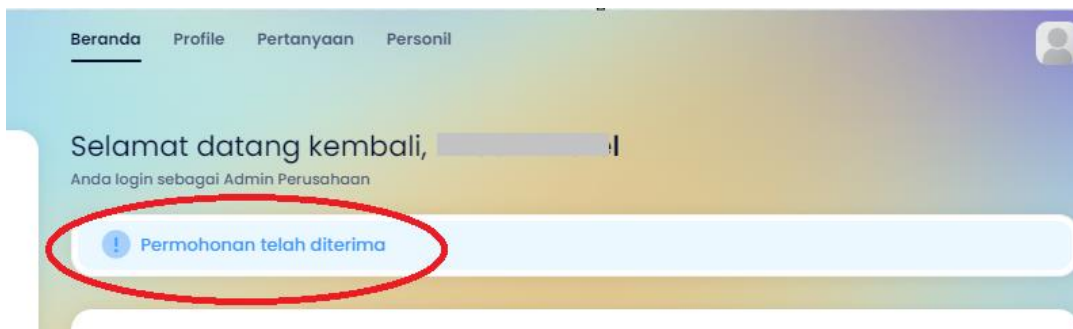 Beranda Profile Pertanyaan Personil
Selamat datang kembali,
Anda login sebagai Admin Perusahaan
! Permohonan telah diterima